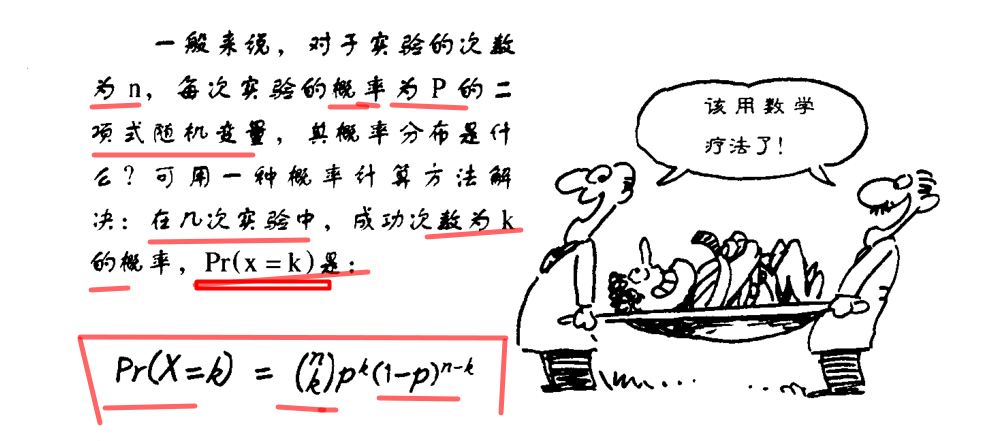 一般来说，对于实验的次数
为 n，每次实验的概率为 P 的二
项式随机变量，其概率分布是什
么？可用一种概率计算方法解
决：在几次实验中，成功次数为 k
的概率，Pr(x = k) 是：
Pr(X=k) = (n k) p^k (1-p)^n-k
该用数学
疗法了！